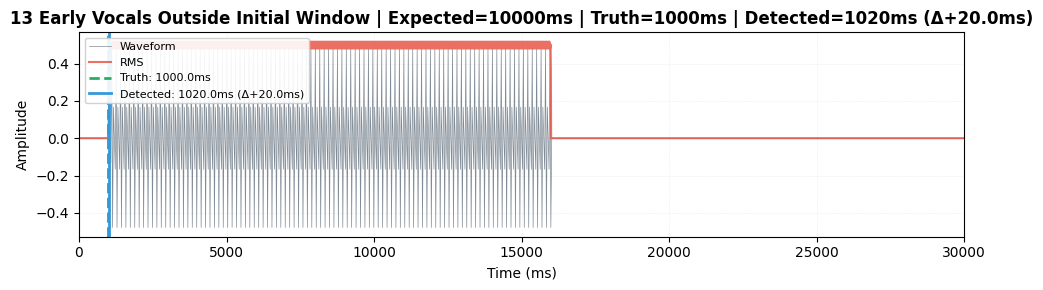 13 Early Vocals Outside Initial Window | Expected=10000ms | Truth=1000ms | Detected=1020ms (Δ+20.0ms)
Waveform
RMS
Truth: 1000.0ms
Detected: 1020.0ms (Δ+20.0ms)
Amplitude
0.4
0.2
0.0
−0.2
−0.4
0 5000 10000 15000 20000 25000 30000
Time (ms)